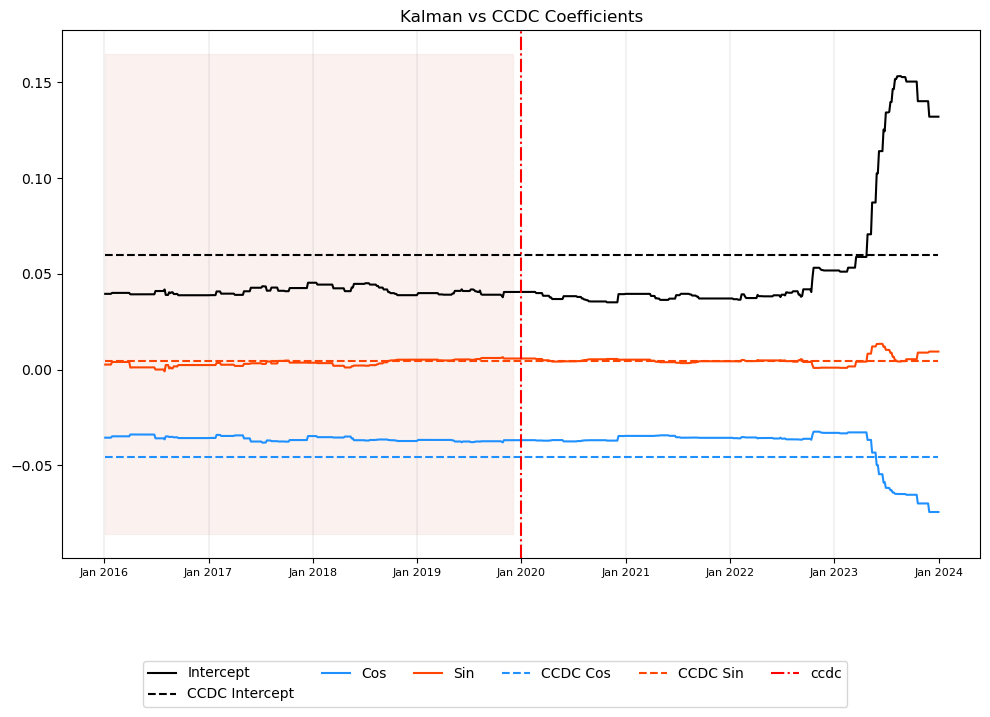 Kalman vs CCDC Coefficients
0.15
0.10
0.05
0.00
−0.05
Jan 2016 Jan 2017 Jan 2018 Jan 2019 Jan 2020 Jan 2021 Jan 2022 Jan 2023 Jan 2024
Intercept Cos Sin CCDC Cos CCDC Sin ccdc
CCDC Intercept